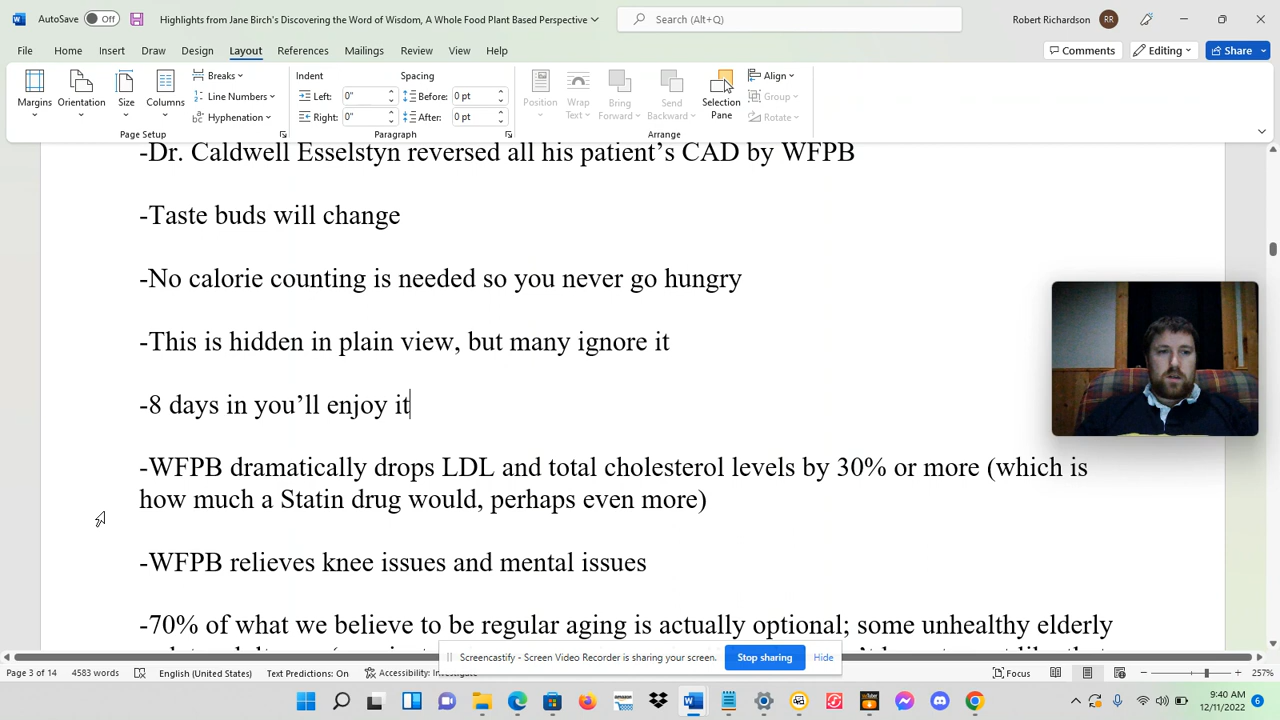 AutoSave Off Highlights from Jane Birch's Discovering the Word of Wisdom, A Whole Food Plant Based Perspective Search (Alt+Q) Robert Richardson RR
File Home Insert Draw Design Layout References Mailings Review View Help Comments Editing Share
Margins Orientation Size Columns Breaks Line Numbers Hyphenation Page Setup
Indent Left: 0" Right: 0" Spacing Before: 0 pt After: 0 pt Paragraph
Position Wrap Text Bring Forward Send Backward Selection Pane Align Group Rotate Arrange
-Dr. Caldwell Esselstyn reversed all his patient’s CAD by WFPB
-Taste buds will change
-No calorie counting is needed so you never go hungry
-This is hidden in plain view, but many ignore it
-8 days in you’ll enjoy it
-WFPB dramatically drops LDL and total cholesterol levels by 30% or more (which is
how much a Statin drug would, perhaps even more)
-WFPB relieves knee issues and mental issues
-70% of what we believe to be regular aging is actually optional; some unhealthy elderly
Screencastify - Screen Video Recorder is sharing your screen. Stop sharing Hide
Page 3 of 14 4583 words English (United States) Text Predictions: On Accessibility: Investigate Focus 257%
9:40 AM
12/11/2022 6